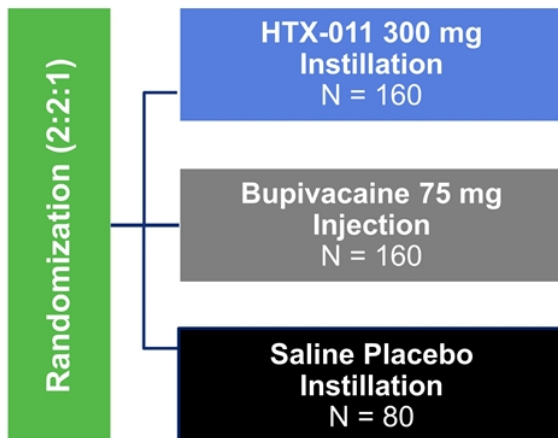 Randomization (2:2:1)
HTX-011 300 mg
Instillation
N = 160
Bupivacaine 75 mg
Injection
N = 160
Saline Placebo
Instillation
N = 80